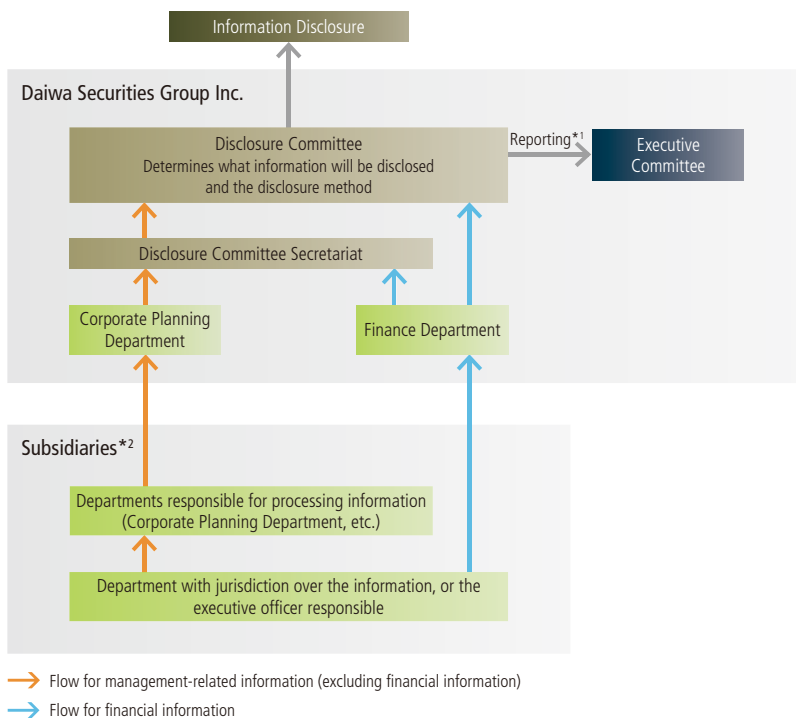 Information Disclosure
Daiwa Securities Group Inc.
Disclosure Committee
Determines what information will be disclosed
and the disclosure method
Reporting*1
Executive
Committee
Disclosure Committee Secretariat
Corporate Planning
Department
Finance Department
Subsidiaries*2
Departments responsible for processing information
(Corporate Planning Department, etc.)
Department with jurisdiction over the information, or the
executive officer responsible
Flow for management-related information (excluding financial information)
Flow for financial information